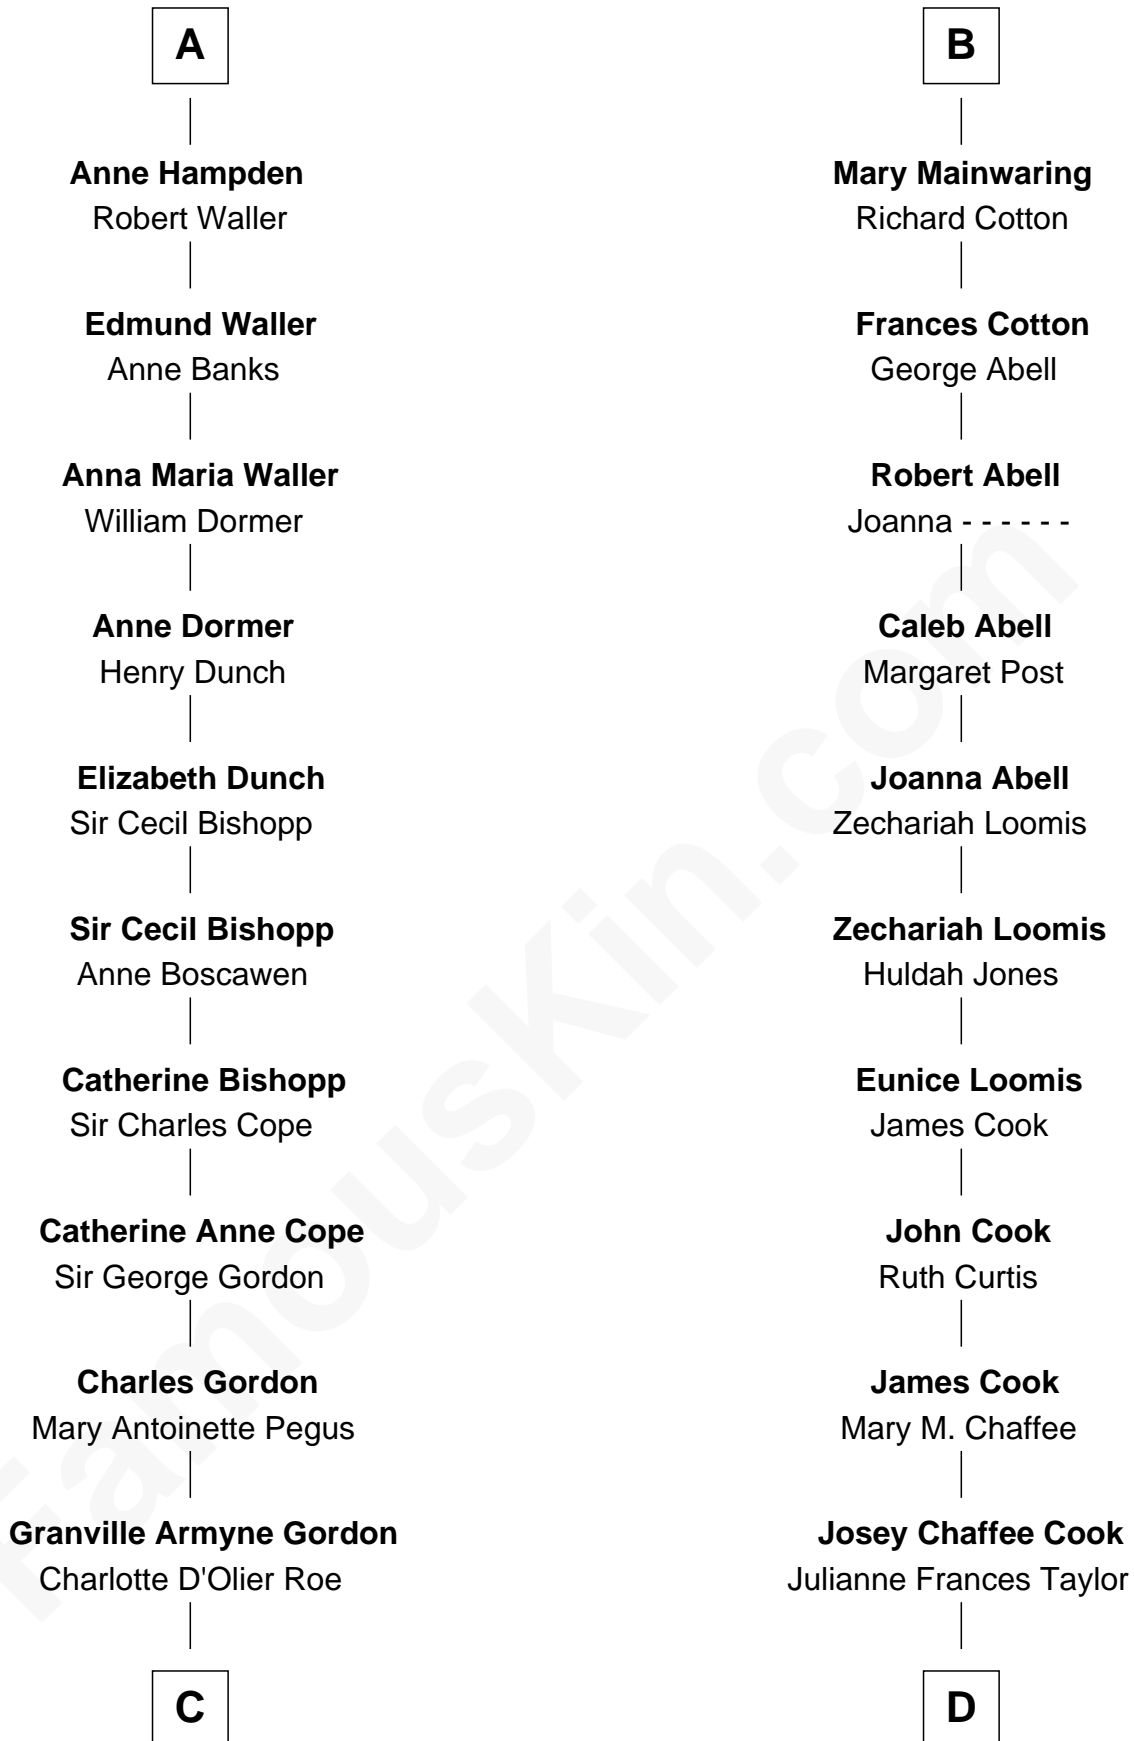 A
Anne Hampden
Robert Waller
Edmund Waller
Anne Banks
Anna Maria Waller
William Dormer
Anne Dormer
Henry Dunch
Elizabeth Dunch
Sir Cecil Bishopp
Sir Cecil Bishopp
Anne Boscawen
Catherine Bishopp
Sir Charles Cope
Catherine Anne Cope
Sir George Gordon
Charles Gordon
Mary Antoinette Pegus
Granville Armyne Gordon
Charlotte D'Olier Roe
C
B
Mary Mainwaring
Richard Cotton
Frances Cotton
George Abell
Robert Abell
Joanna - - - - - -
Caleb Abell
Margaret Post
Joanna Abell
Zechariah Loomis
Zechariah Loomis
Huldah Jones
Eunice Loomis
James Cook
John Cook
Ruth Curtis
James Cook
Mary M. Chaffee
Josey Chaffee Cook
Julianne Frances Taylor
D
FamousKin.com